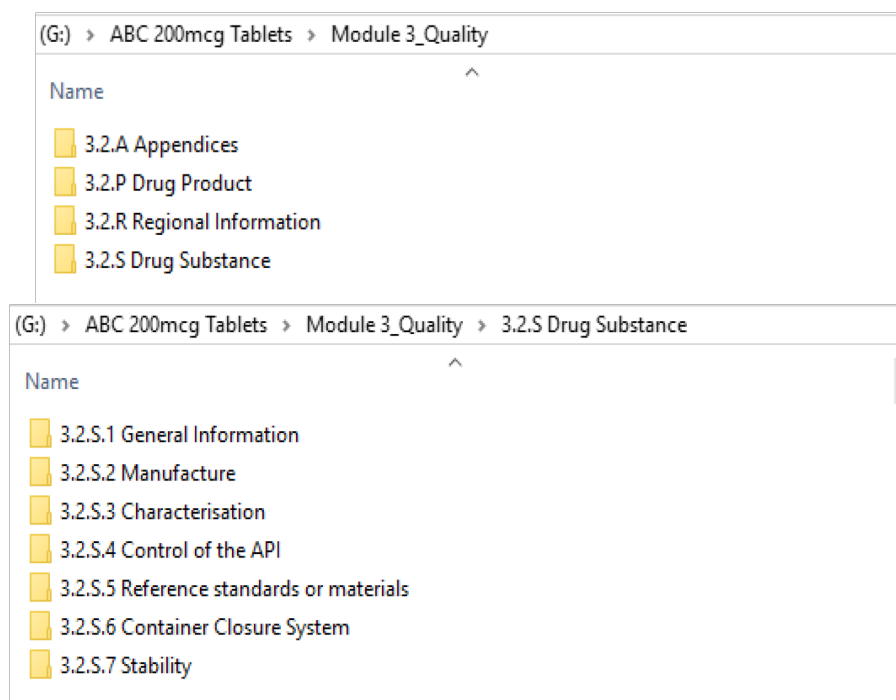 (G:) > ABC 200mcg Tablets > Module 3_Quality
Name
3.2.A Appendices
3.2.P Drug Product
3.2.R Regional Information
3.2.S Drug Substance
(G:) > ABC 200mcg Tablets > Module 3_Quality > 3.2.S Drug Substance
Name
3.2.S.1 General Information
3.2.S.2 Manufacture
3.2.S.3 Characterisation
3.2.S.4 Control of the API
3.2.S.5 Reference standards or materials
3.2.S.6 Container Closure System
3.2.S.7 Stability